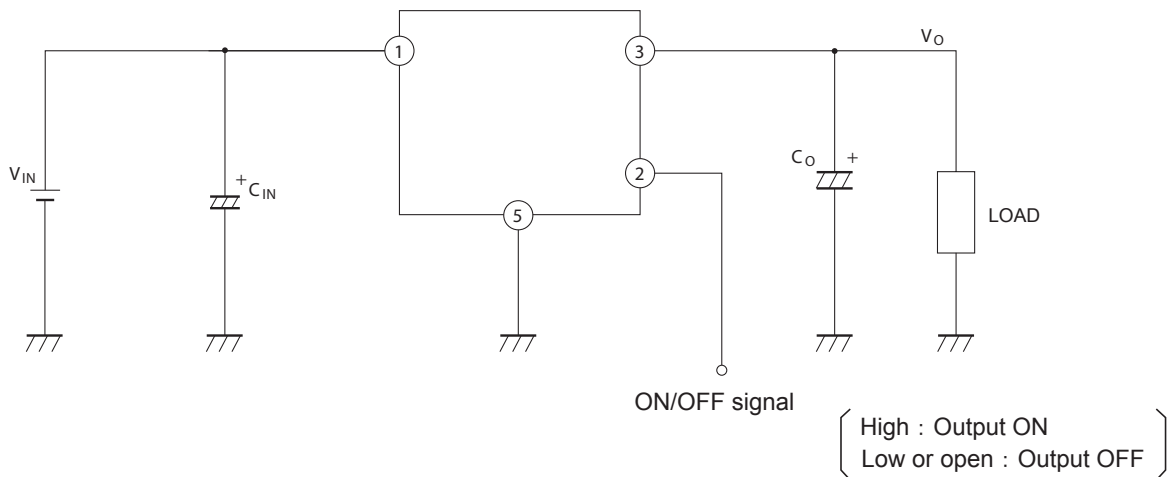 1
3
V_O
V_IN
+
C_IN
2
C_O
+
5
LOAD
ON/OFF signal
High : Output ON
Low or open : Output OFF